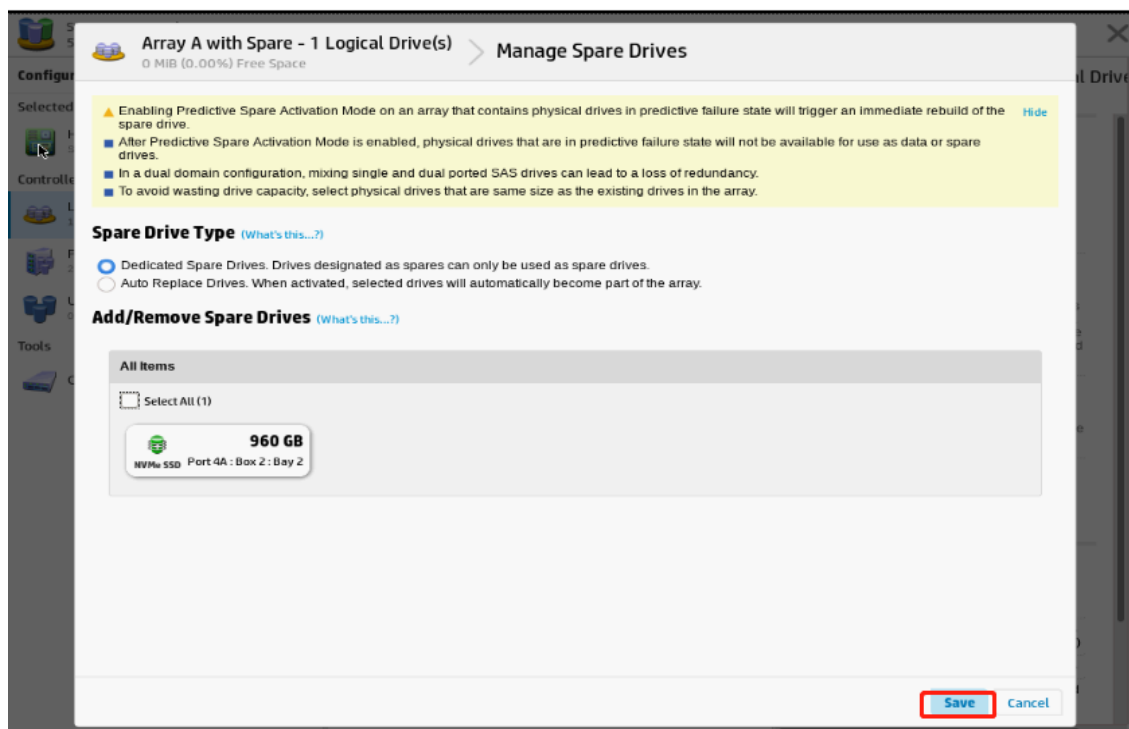 Array A with Spare - 1 Logical Drive(s)
0 MiB (0.00%) Free Space
Manage Spare Drives
Enabling Predictive Spare Activation Mode on an array that contains physical drives in predictive failure state will trigger an immediate rebuild of the
spare drive.
Hide
After Predictive Spare Activation Mode is enabled, physical drives that are in predictive failure state will not be available for use as data or spare
drives.
In a dual domain configuration, mixing single and dual ported SAS drives can lead to a loss of redundancy.
To avoid wasting drive capacity, select physical drives that are same size as the existing drives in the array.
Selected
Tools
Spare Drive Type (What's this...?)
Dedicated Spare Drives. Drives designated as spares can only be used as spare drives.
Auto Replace Drives. When activated, selected drives will automatically become part of the array.
Add/Remove Spare Drives (What's this...?)
All Items
Select All (1)
960 GB
NVMe SSD Port 4A : Box 2 : Bay 2
Save
Cancel